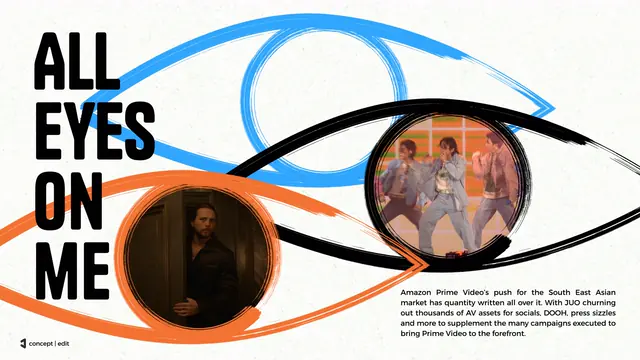 ALL
EYES
ON
ME
Amazon Prime Video's push for the South East Asian
market has quantity written all over it. With JUO churning
out thousands of AV assets for socials, DOOH, press sizzles
and more to supplement the many campaigns executed to
bring Prime Video to the forefront.
concept | edit